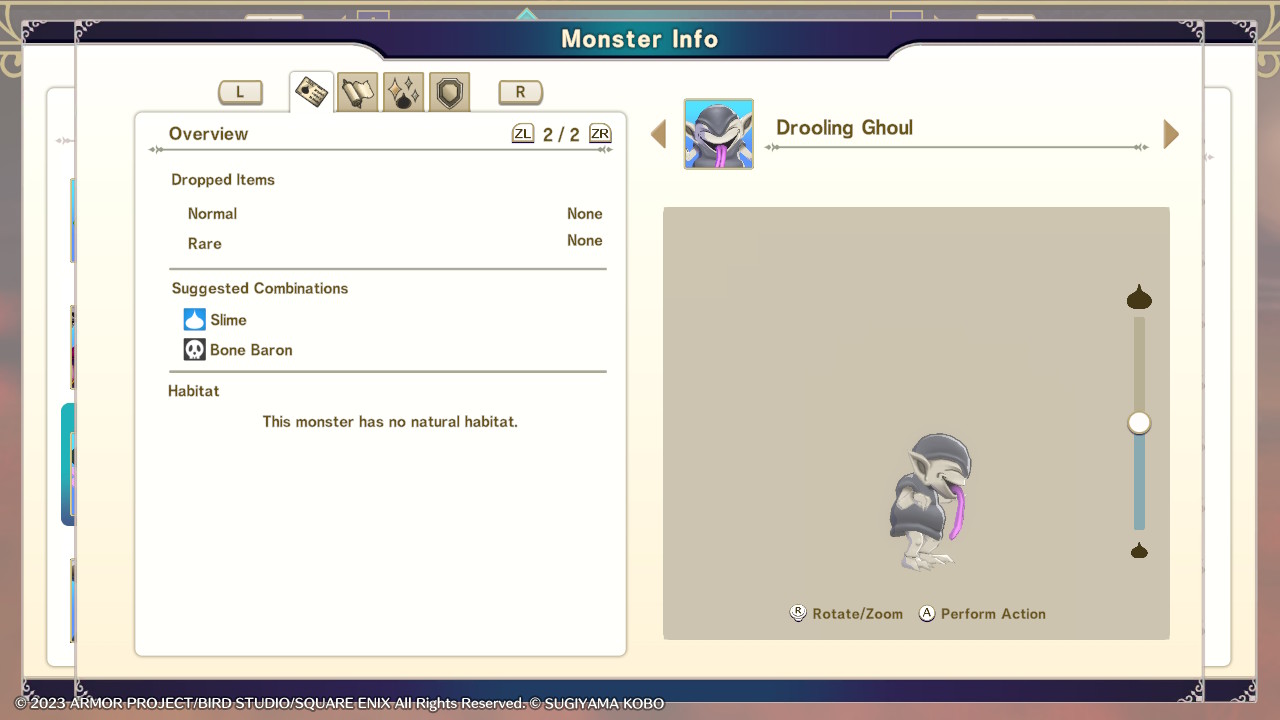 Monster Info
L
R
Overview
ZL 2 / 2 ZR
Dropped Items
Normal None
Rare None
Suggested Combinations
Slime
Bone Baron
Habitat
This monster has no natural habitat.
Drooling Ghoul
R Rotate/Zoom A Perform Action
© 2023 ARMOR PROJECT/BIRD STUDIO/SQUARE ENIX All Rights Reserved. © SUGIYAMA KOBO